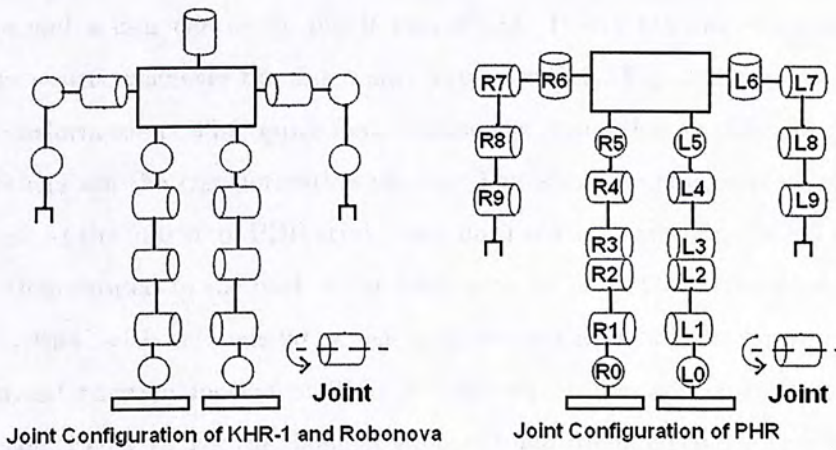 R7 R6 L6 L7
R8 R5 L5 L8
R9 R4 L4 L9
R3 L3
R2 L2
R1 L1
R0 L0
Joint Joint
Joint Configuration of KHR-1 and Robonova Joint Configuration of PHR